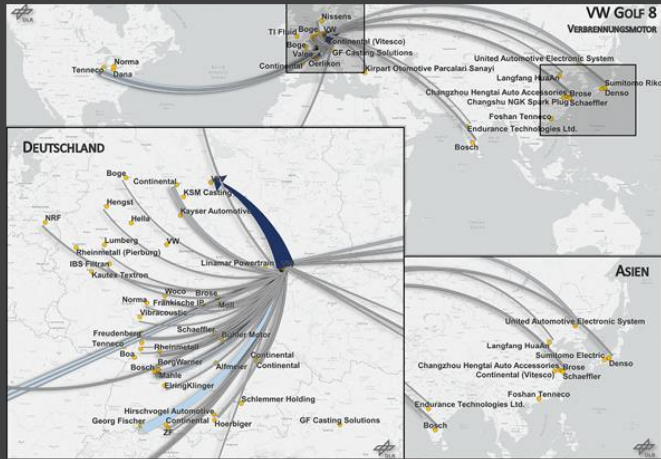 DLR
VW GOLF 8
VERBRENNUNGSMOTOR
Nissens
TI Fluid
Boge
VW
Boge
Continental (Vitesco)
Valeo
GF Casting Solutions
Continental
Oerlikon
Kirpart Otomotive Parcalari Sanayi
Norma
Tenneco
Dana
United Automotive Electronic System
Langfang HuaAn
Sumitomo Riko
Changzhou Hengtai Auto Accessories
Brose
Denso
Changshu NGK Spark Plug
Schaeffler
Foshan Tenneco
Endurance Technologies Ltd.
Bosch
DEUTSCHLAND
Boge
Continental
KSM Casting
Hengst
Kayser Automotive
NRF
Hella
Lumberg
VW
Rheinmetall (Pierburg)
IBS Filtran
Linamar Powertrain
Kautex Textron
Woco
Brose
Norma
Fränkische IP
Moll
Vibracoustic
Freudenberg
Schaeffler
Bühler Motor
Tenneco
Rheinmetall
Boa
BorgWarner
Continental
Bosch
Allmeier
Continental
Mahle
ElringKlinger
Schlemmer Holding
Hirschvogel Automotive
Georg Fischer
Continental
Hoerbiger
GF Casting Solutions
ZF
DLR
ASIEN
United Automotive Electronic System
Langfang HuaAn
Sumitomo Electric
Changzhou Hengtai Auto Accessories
Brose
Denso
Continental (Vitesco)
Schaeffler
Foshan Tenneco
Endurance Technologies Ltd.
Bosch
DLR